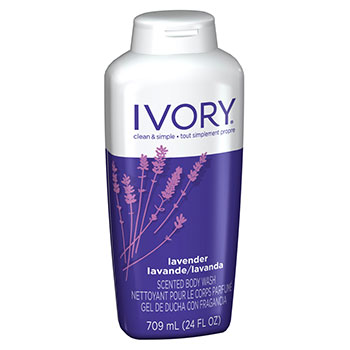 IVORY®
clean & simple • tout simplement propre
lavender
lavande/lavanda
SCENTED BODY WASH
NETTOYANT POUR LE CORPS PARFUMÉ
GEL DE DUCHA CON FRAGANCIA
709 mL (24 FL OZ)